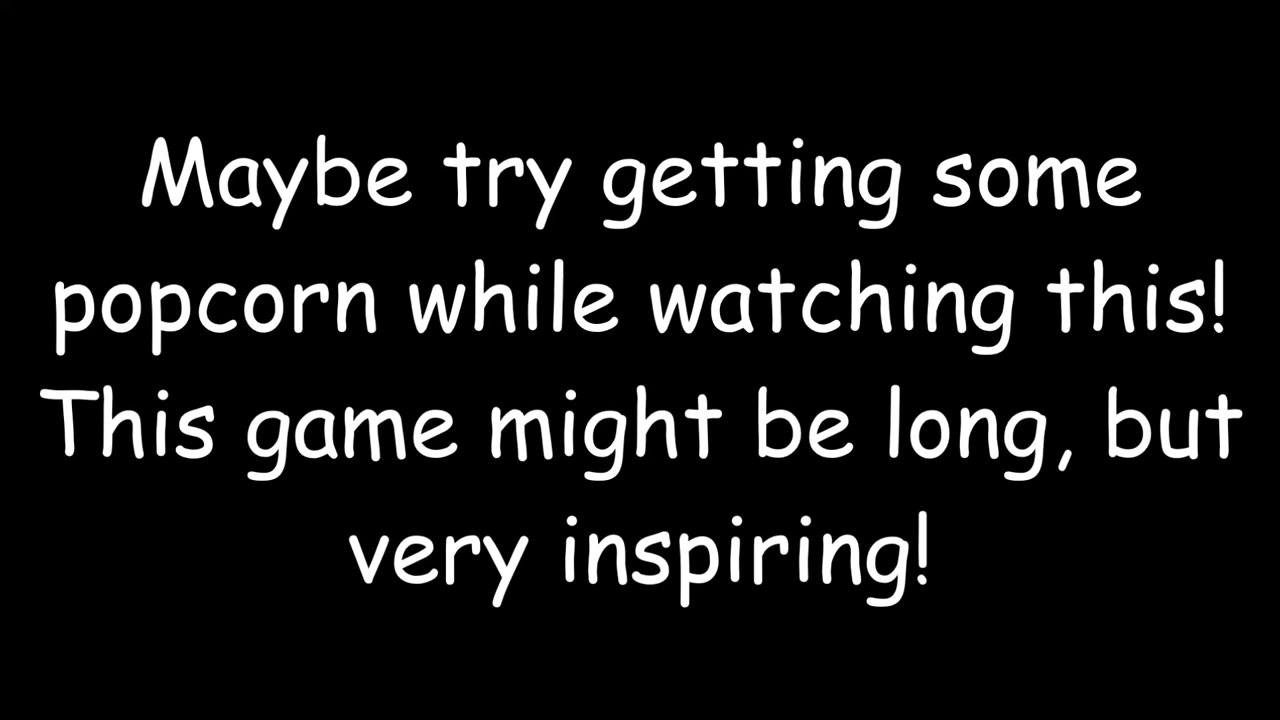 Maybe try getting some
popcorn while watching this!
This game might be long, but
very inspiring!